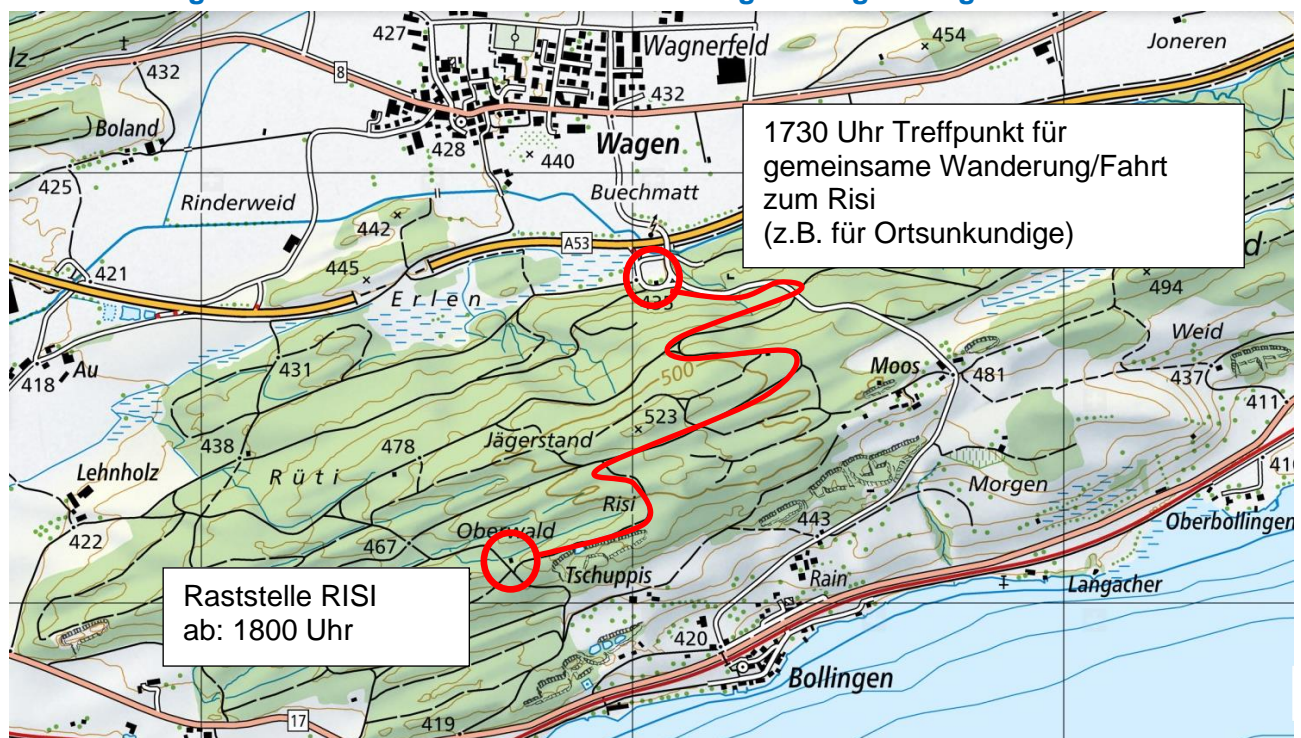 427
Wagnerfeld
454
Joneren
432
8
432
Boland
428
440
Wagen
425
Rinderweid
Buechmatt
442
A53
445
421
Erlen
1730 Uhr Treffpunkt für
gemeinsame Wanderung/Fahrt
zum Risi
(z.B. für Ortsunkundige)
d
494
Weid
Au
418
431
500
Moos
481
437
411
523
438
478
Jägerstand
Rüti
Lehnholz
Risi
Morgen
443
422
467
Oberwald
Oberbollingen
Tschuppis
Rain
Langacher
Raststelle RISI
ab: 1800 Uhr
420
Bollingen
17
419